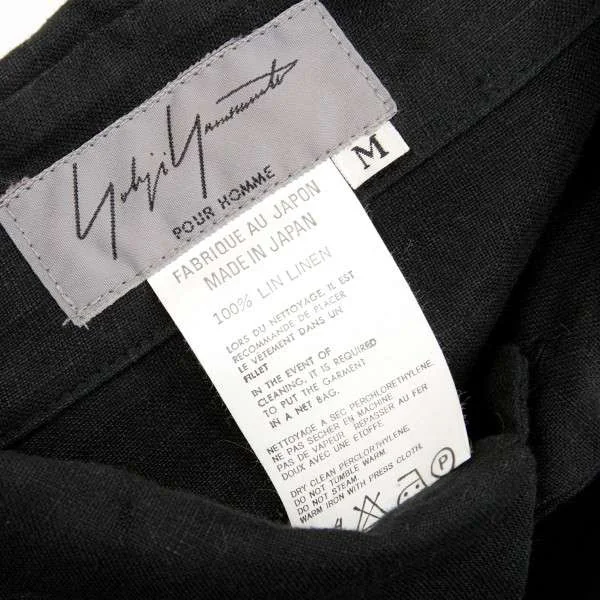 Yohji Yamamoto
POUR HOMME
M
FABRIQUE AU JAPON
MADE IN JAPAN
100% LIN LINEN
LORS DU NETTOYAGE, IL EST
RECOMMANDE DE PLACER
LE VÊTEMENT DANS UN
FILLET
IN THE EVENT OF
CLEANING, IT IS REQUIRED
TO PUT THE GARMENT
IN A NET BAG.
NETTOYAGE A SEC PERCHLORETHYLENE.
NE PAS SECHER EN MACHINE
PAS DE VAPEUR REPASSER AU FER
DOUX AVEC UNE ETOFFE.
DRY CLEAN PERCLORTHYLENE.
DO NOT TUMBLE WARM.
DO NOT STEAM.
WARM IRON WITH PRESS CLOTH.
P